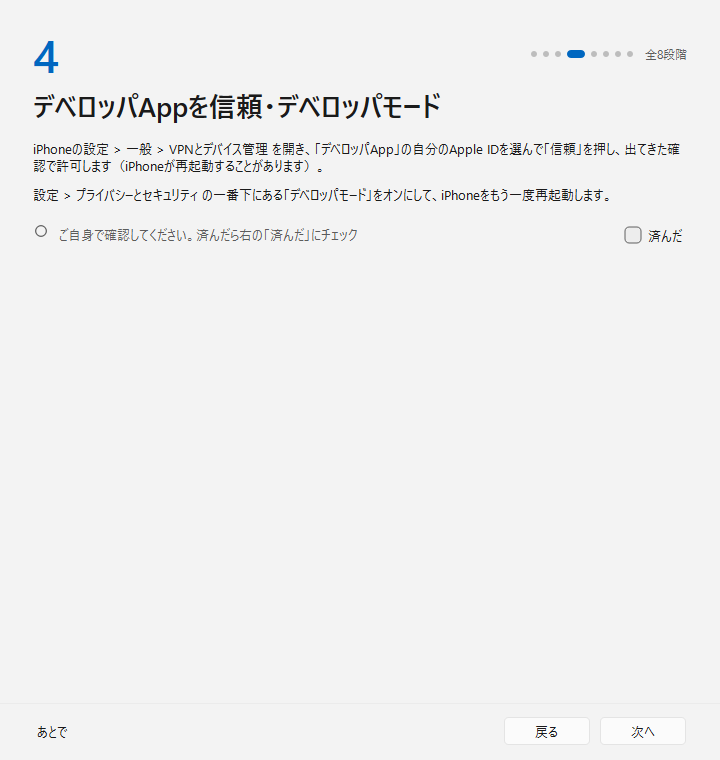 4
全8段階
デベロッパAppを信頼・デベロッパモード
iPhoneの設定 > 一般 > VPNとデバイス管理 を開き、「デベロッパApp」の自分のApple IDを選んで「信頼」を押し、出てきた確
認で許可します（iPhoneが再起動することがあります）。
設定 > プライバシーとセキュリティ の一番下にある「デベロッパモード」をオンにして、iPhoneをもう一度再起動します。
ご自身で確認してください。済んだら右の「済んだ」にチェック
済んだ
あとで
戻る
次へ